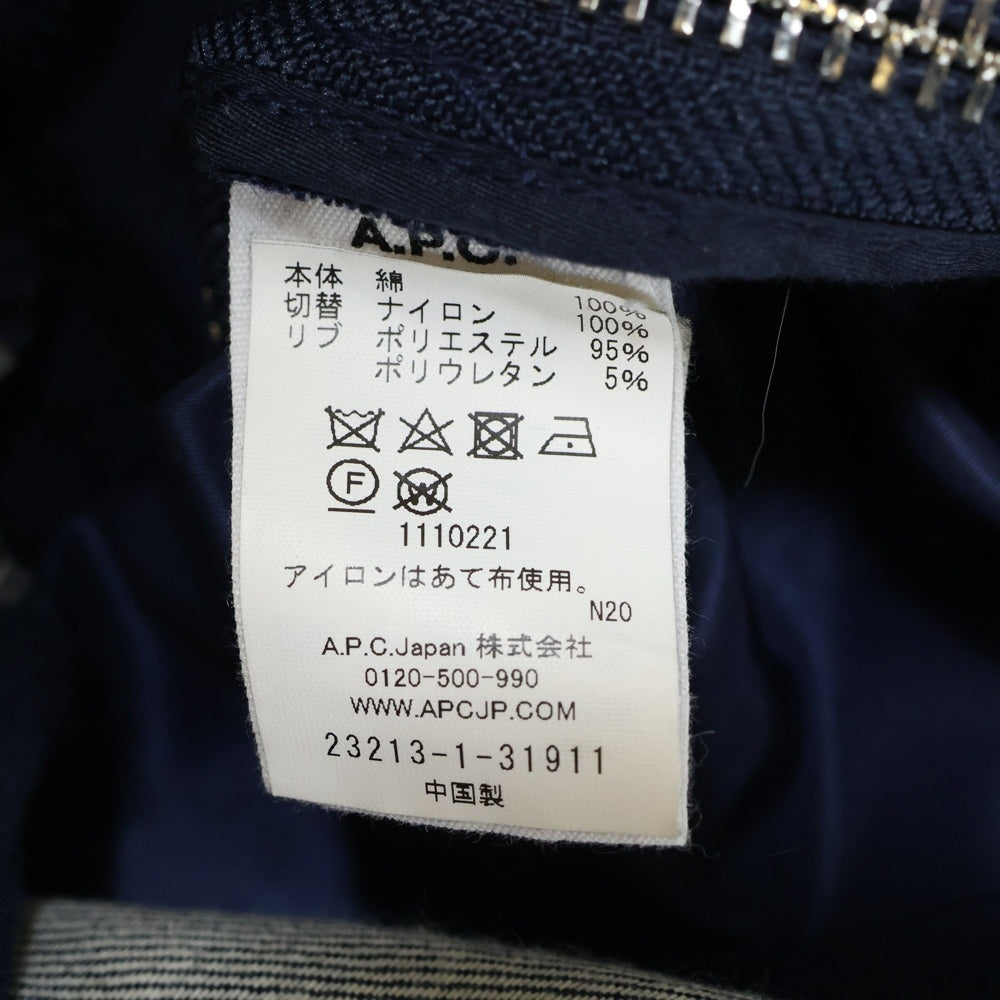 A.P.C.
本体 綿 100%
切替 ナイロン 100%
リブ ポリエステル 95%
ポリウレタン 5%
F W
1110221
アイロンはあて布使用。
N20
A.P.C.Japan 株式会社
0120-500-990
WWW.APCJP.COM
23213-1-31911
中国製